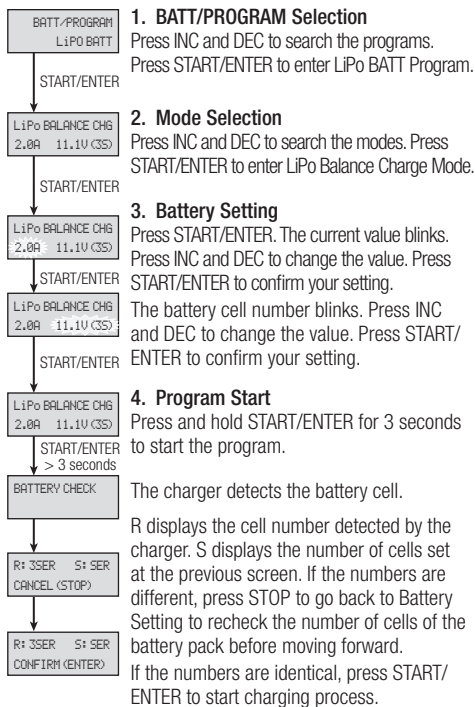 BATT/PROGRAM
LiPO BATT
START/ENTER
1. BATT/PROGRAM Selection
Press INC and DEC to search the programs.
Press START/ENTER to enter LiPo BATT Program.
LiPo BALANCE CHG
2.0A 11.1V(3S)
START/ENTER
2. Mode Selection
Press INC and DEC to search the modes. Press
START/ENTER to enter LiPo Balance Charge Mode.
LiPo BALANCE CHG
2.0A 11.1V(3S)
START/ENTER
3. Battery Setting
Press START/ENTER. The current value blinks.
Press INC and DEC to change the value. Press
START/ENTER to confirm your setting.
LiPo BALANCE CHG
2.0A 11.1V(3S)
START/ENTER
The battery cell number blinks. Press INC
and DEC to change the value. Press START/
ENTER to confirm your setting.
LiPo BALANCE CHG
2.0A 11.1V(3S)
START/ENTER
> 3 seconds
4. Program Start
Press and hold START/ENTER for 3 seconds
to start the program.
BATTERY CHECK
The charger detects the battery cell.
R: 3SER S: SER
CANCEL(STOP)
R displays the cell number detected by the
charger. S displays the number of cells set
at the previous screen. If the numbers are
different, press STOP to go back to Battery
Setting to recheck the number of cells of the
battery pack before moving forward.
R: 3SER S: SER
CONFIRM(ENTER)
If the numbers are identical, press START/
ENTER to start charging process.